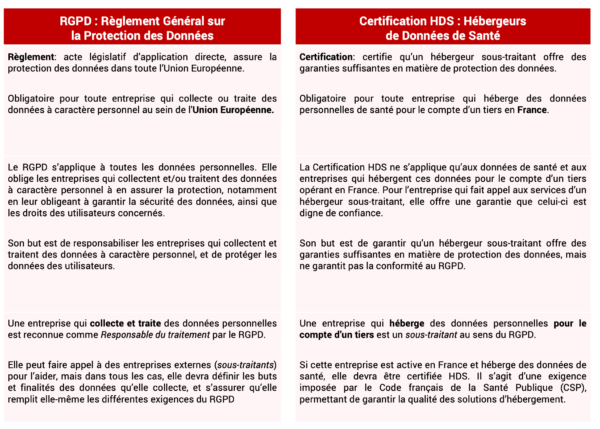 RGPD : Règlement Général sur
la Protection des Données
Règlement: acte législatif d'application directe, assure la
protection des données dans toute l'Union Européenne.
Obligatoire pour toute entreprise qui collecte ou traite des
données à caractère personnel au sein de l'Union Européenne.
Le RGPD s'applique à toutes les données personelles. Elle
oblige les entreprises qui collectent et/ou traitent des données
à caractère personnel à en assurer la protection, notamment
en leur obligeant à garantir la sécurité des données, ainsi que
les droits des utilisateurs concernés.
Son but est de responsabiliser les entreprises qui collectent et
traitent des données à caractère personnel, et de protéger les
données des utilisateurs.
Une entreprise qui collecte et traite des données personnelles
est reconnue comme Responsable du traitement par le RGPD.
Elle peut faire appel à des entreprises externes (sous-traitants)
pour l'aider, mais dans tous les cas, elle devra définir les buts
et finalités des données qu'elle collecte, et s'assurer qu'elle
remplit elle-même les différentes exigences du RGPD
Certification HDS : Hébergeurs
de Données de Santé
Certification: certifie qu'un hébergeur sous-traitant offre des
garanties suffisantes en matière de protection des données.
Obligatoire pour toute entreprise qui héberge des données
personelles de santé pour le compte d'un tiers en France.
La Certification HDS ne s'applique qu'aux données de santé et aux
entreprises qui hébergent ces données pour le compte d'un tiers
opérant en France. Pour l'entreprise qui fait appel aux services d'un
hébergeur sous-traitant, elle offre une garantie que celui-ci est
digne de confiance.
Son but est de garantir qu'un hébergeur sous-traitant offre des
garanties suffisantes en matière de protection des données, mais
ne garantit pas la conformité au RGPD.
Une entreprise qui héberge des données personelles pour le
compte d'un tiers est un sous-traitant au sens du RGPD.
Si cette entreprise est active en France et héberge des données de
santé, elle devra être certifiée HDS. Il s'agit d'une exigence
imposée par le Code français de la Santé Publique (CSP),
permettant de garantir la qualité des solutions d'hébergement.